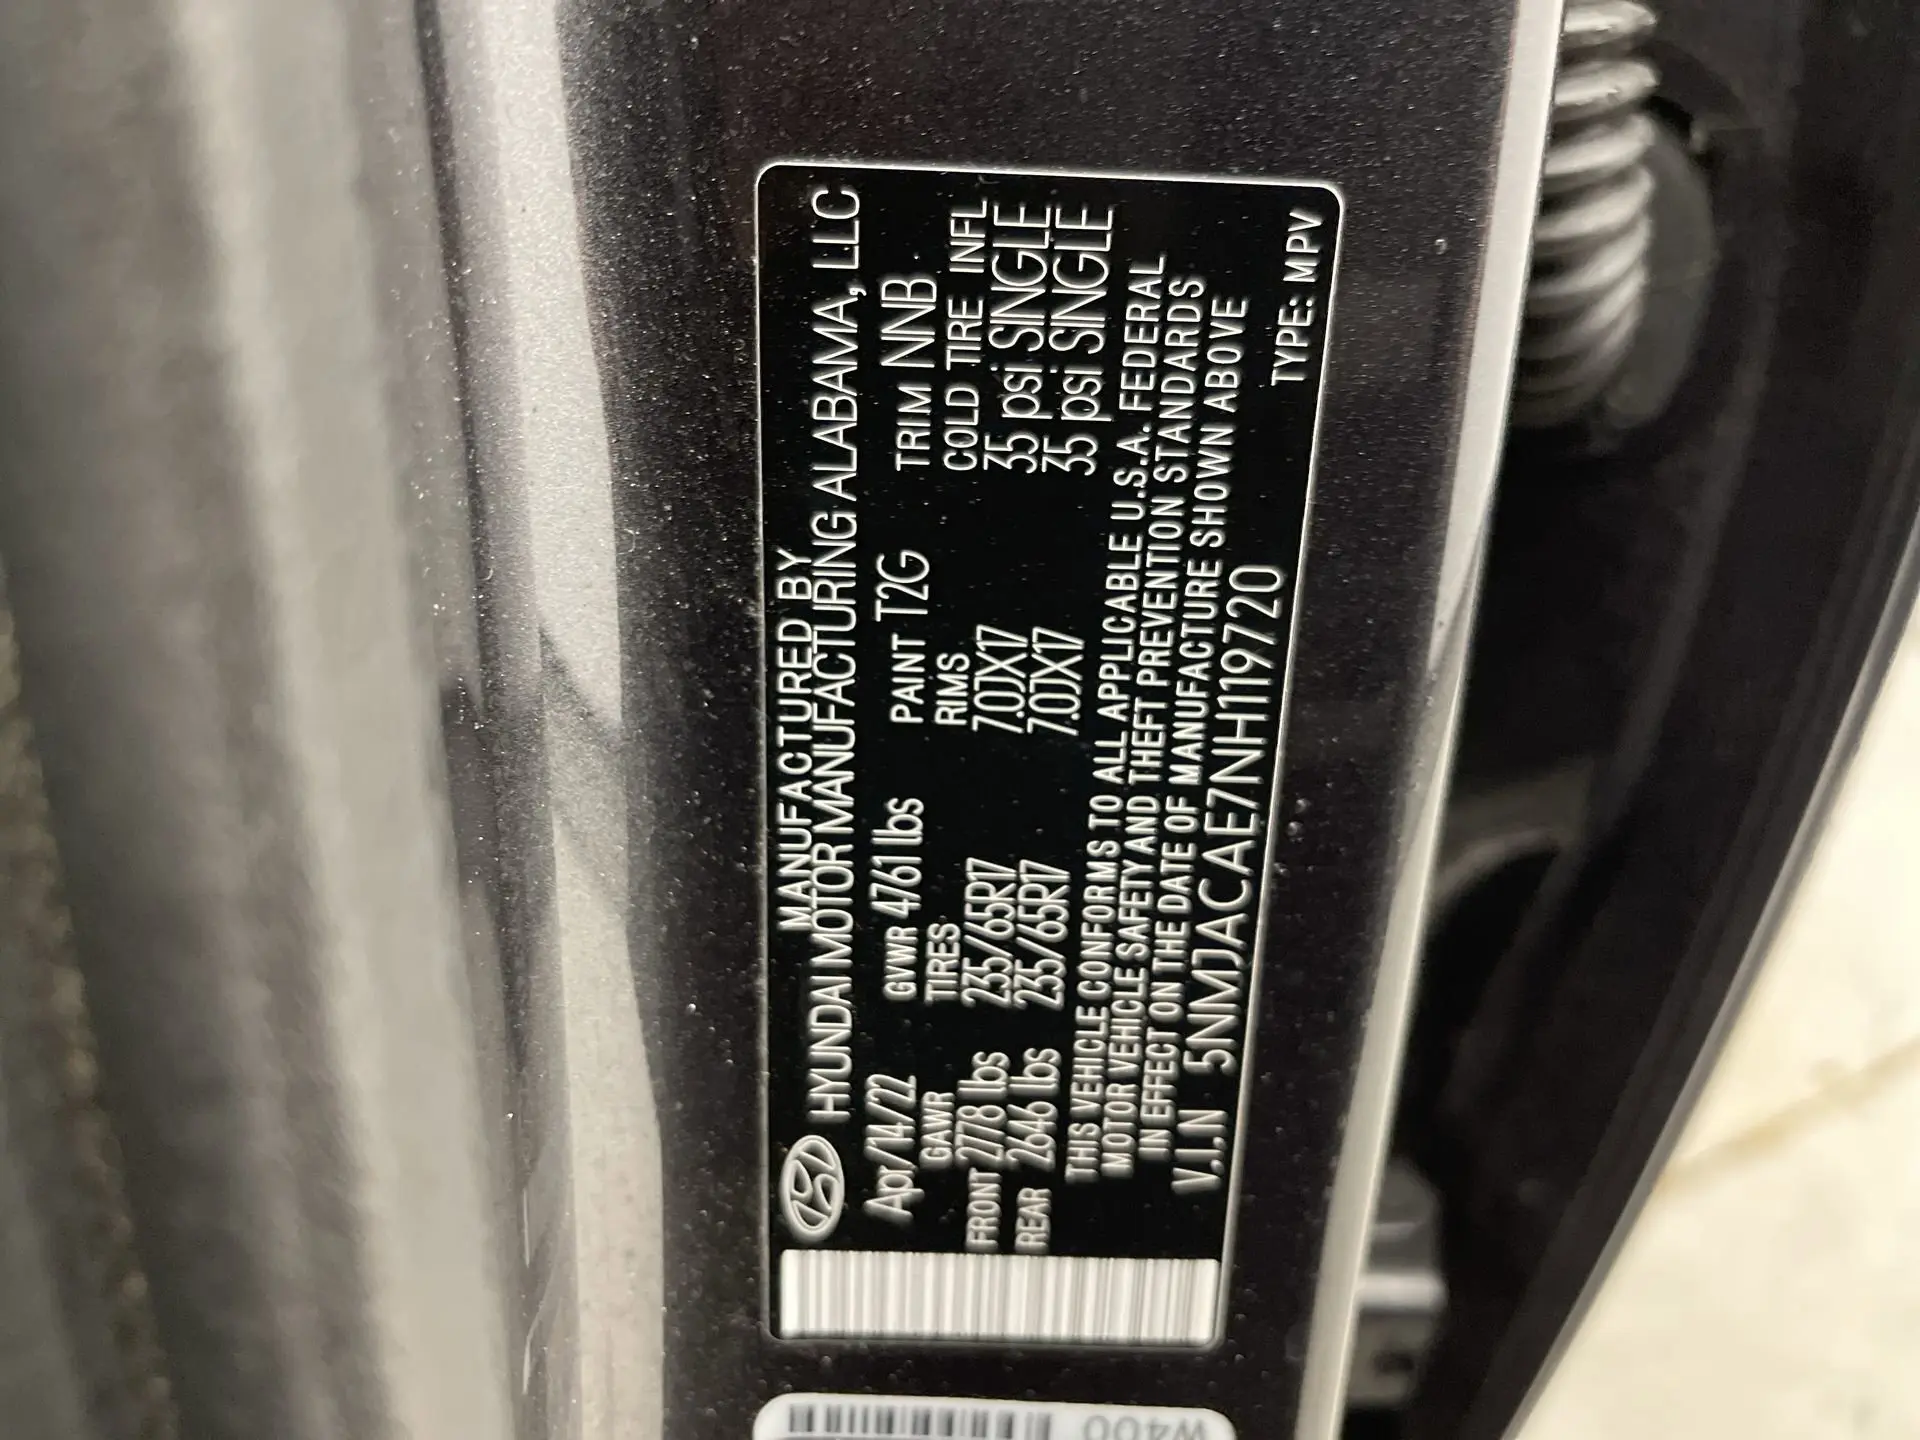 MANUFACTURED BY
HYUNDAI MOTOR MANUFACTURING ALABAMA, LLC
Apr/14/22 GVWR 4761 lbs PAINT T2G TRIM NNB
GAWR TIRES RIMS COLD TIRE INFL
FRONT 2778 lbs 235/65R17 7.0JX17 35 psi SINGLE
REAR 2646 lbs 235/65R17 7.0JX17 35 psi SINGLE
THIS VEHICLE CONFORMS TO ALL APPLICABLE U.S.A. FEDERAL
MOTOR VEHICLE SAFETY AND THEFT PREVENTION STANDARDS
IN EFFECT ON THE DATE OF MANUFACTURE SHOWN ABOVE
V.I.N 5NMJACAE7NH119720
TYPE: MPV
W400